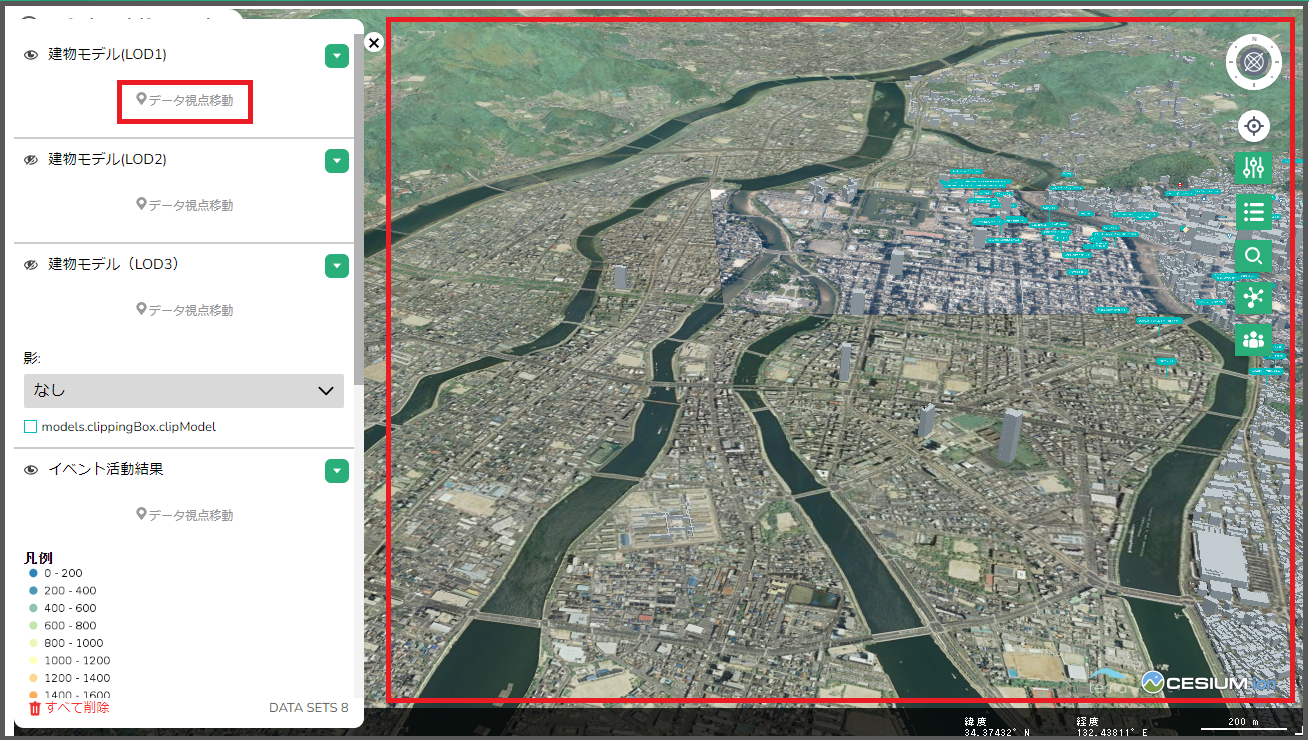 建物モデル(LOD1)
データ視点移動
建物モデル(LOD2)
データ視点移動
建物モデル（LOD3）
データ視点移動
影:
なし
models.clippingBox.clipModel
イベント活動結果
データ視点移動
凡例
0 - 200
200 - 400
400 - 600
600 - 800
800 - 1000
1000 - 1200
1200 - 1400
1400 - 1600
すべて削除
DATA SETS 8
N
CESIUM ion
緯度
34.37432° N
経度
132.43811° E
200 m